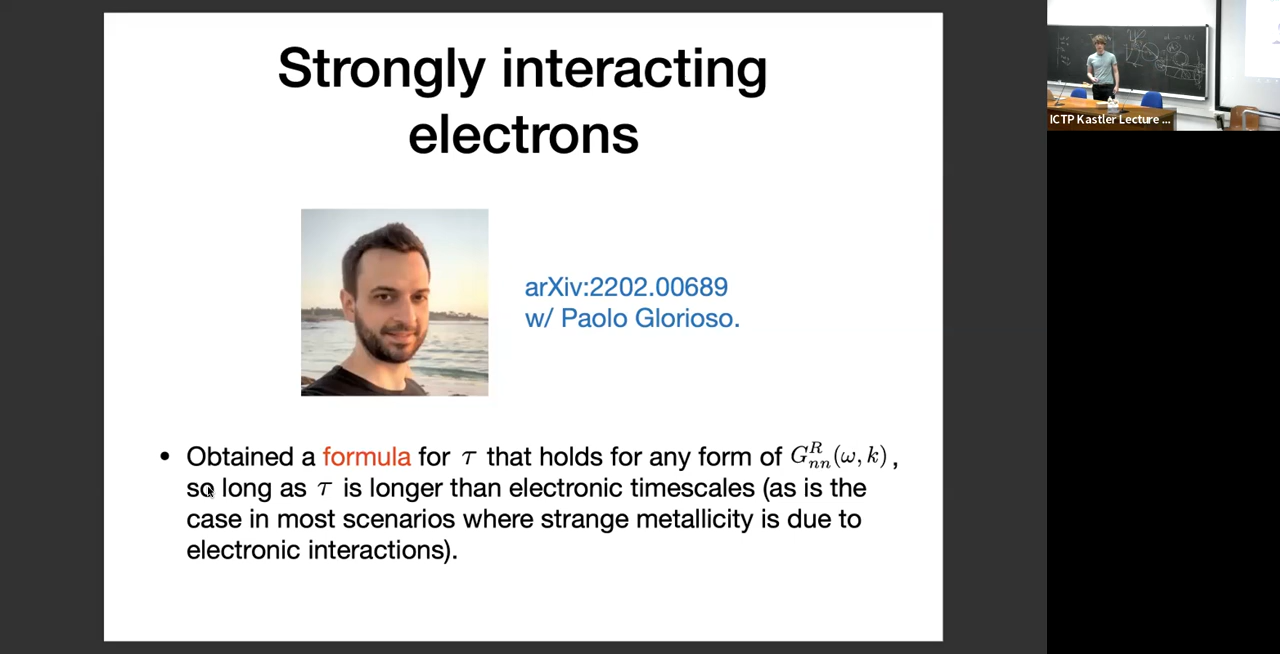 Strongly interacting
electrons
arXiv:2202.00689
w/ Paolo Glorioso.
• Obtained a formula for τ that holds for any form of G^R_{nn}(ω, k) ,
so long as τ is longer than electronic timescales (as is the
case in most scenarios where strange metallicity is due to
electronic interactions).
ICTP Kastler Lecture ...